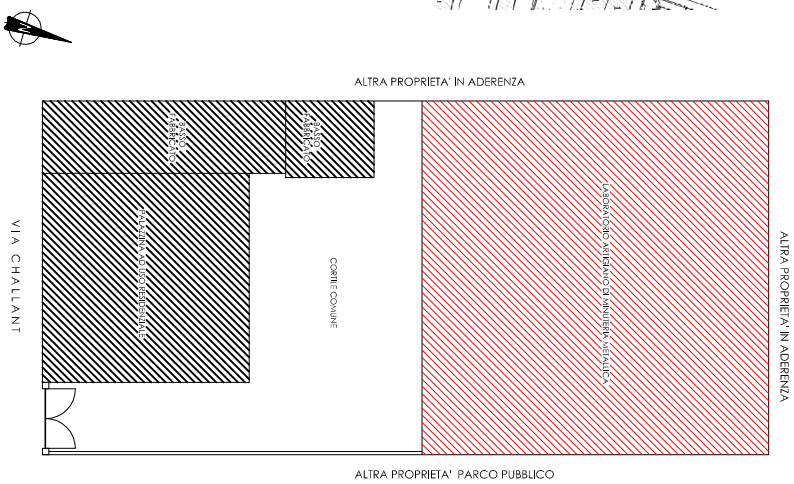 ALTRA PROPRIETA' IN ADERENZA
BASSO
FABBRICATO
BASSO
FABBRICATO
VIA CHALLANT
PALAZZINA AD USO RESIDENZIALE
CORTILE COMUNE
LABORATORIO ARTIGIANO DI MINUTERIA METALLICA
ALTRA PROPRIETA' IN ADERENZA
ALTRA PROPRIETA' PARCO PUBBLICO